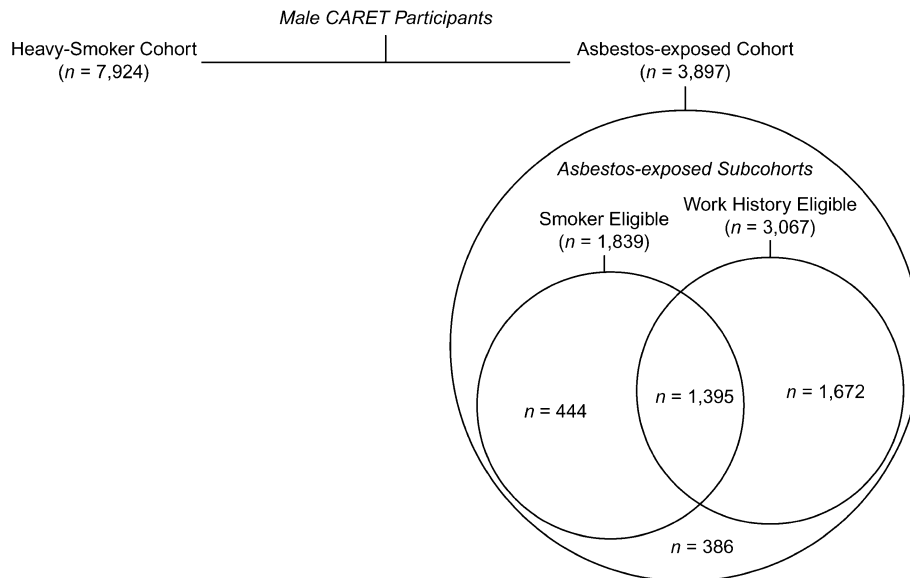 Male CARET Participants
Heavy-Smoker Cohort
(n = 7,924)
Asbestos-exposed Cohort
(n = 3,897)
Asbestos-exposed Subcohorts
Smoker Eligible
(n = 1,839)
Work History Eligible
(n = 3,067)
n = 444
n = 1,395
n = 1,672
n = 386